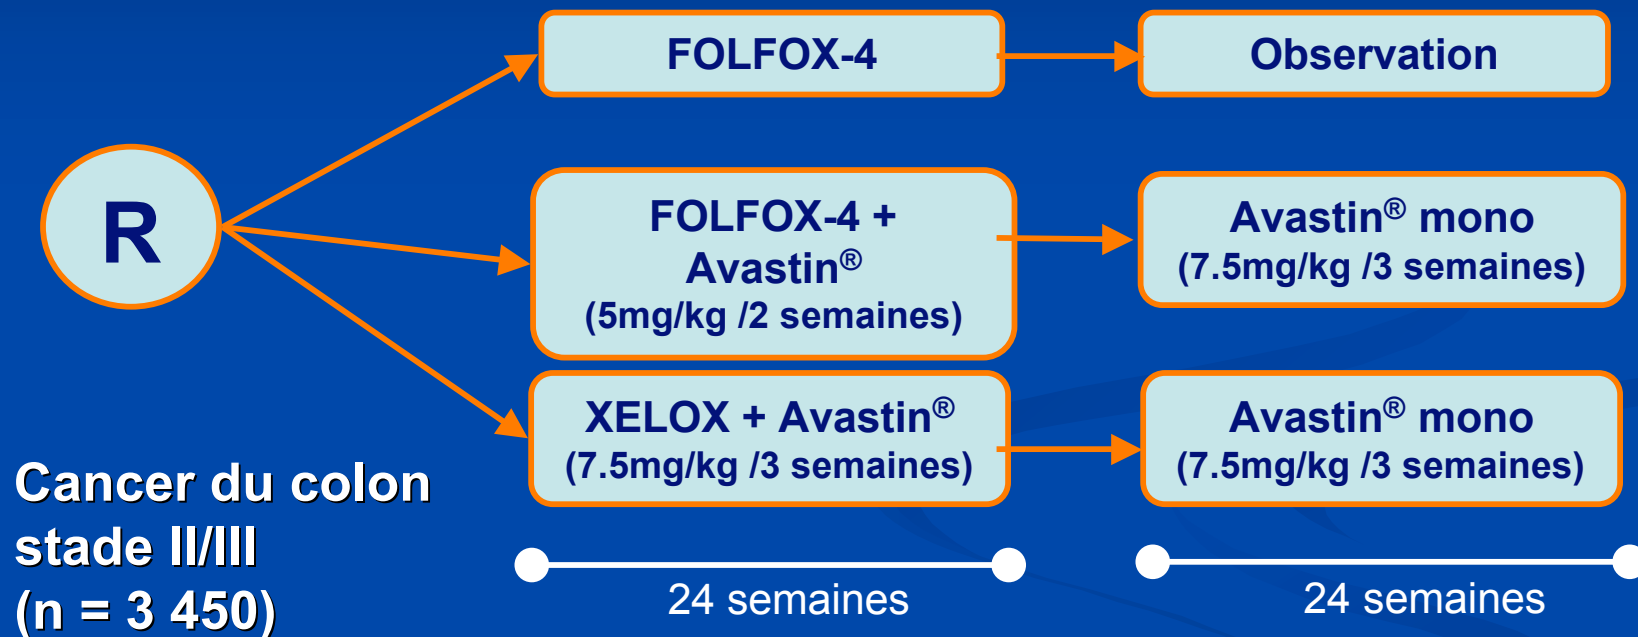 FOLFOX-4
Observation
R
FOLFOX-4 +
Avastin®
(5mg/kg /2 semaines)
Avastin® mono
(7.5mg/kg /3 semaines)
XELOX + Avastin®
(7.5mg/kg /3 semaines)
Avastin® mono
(7.5mg/kg /3 semaines)
Cancer du colon
stade II/III
(n = 3 450)
24 semaines
24 semaines